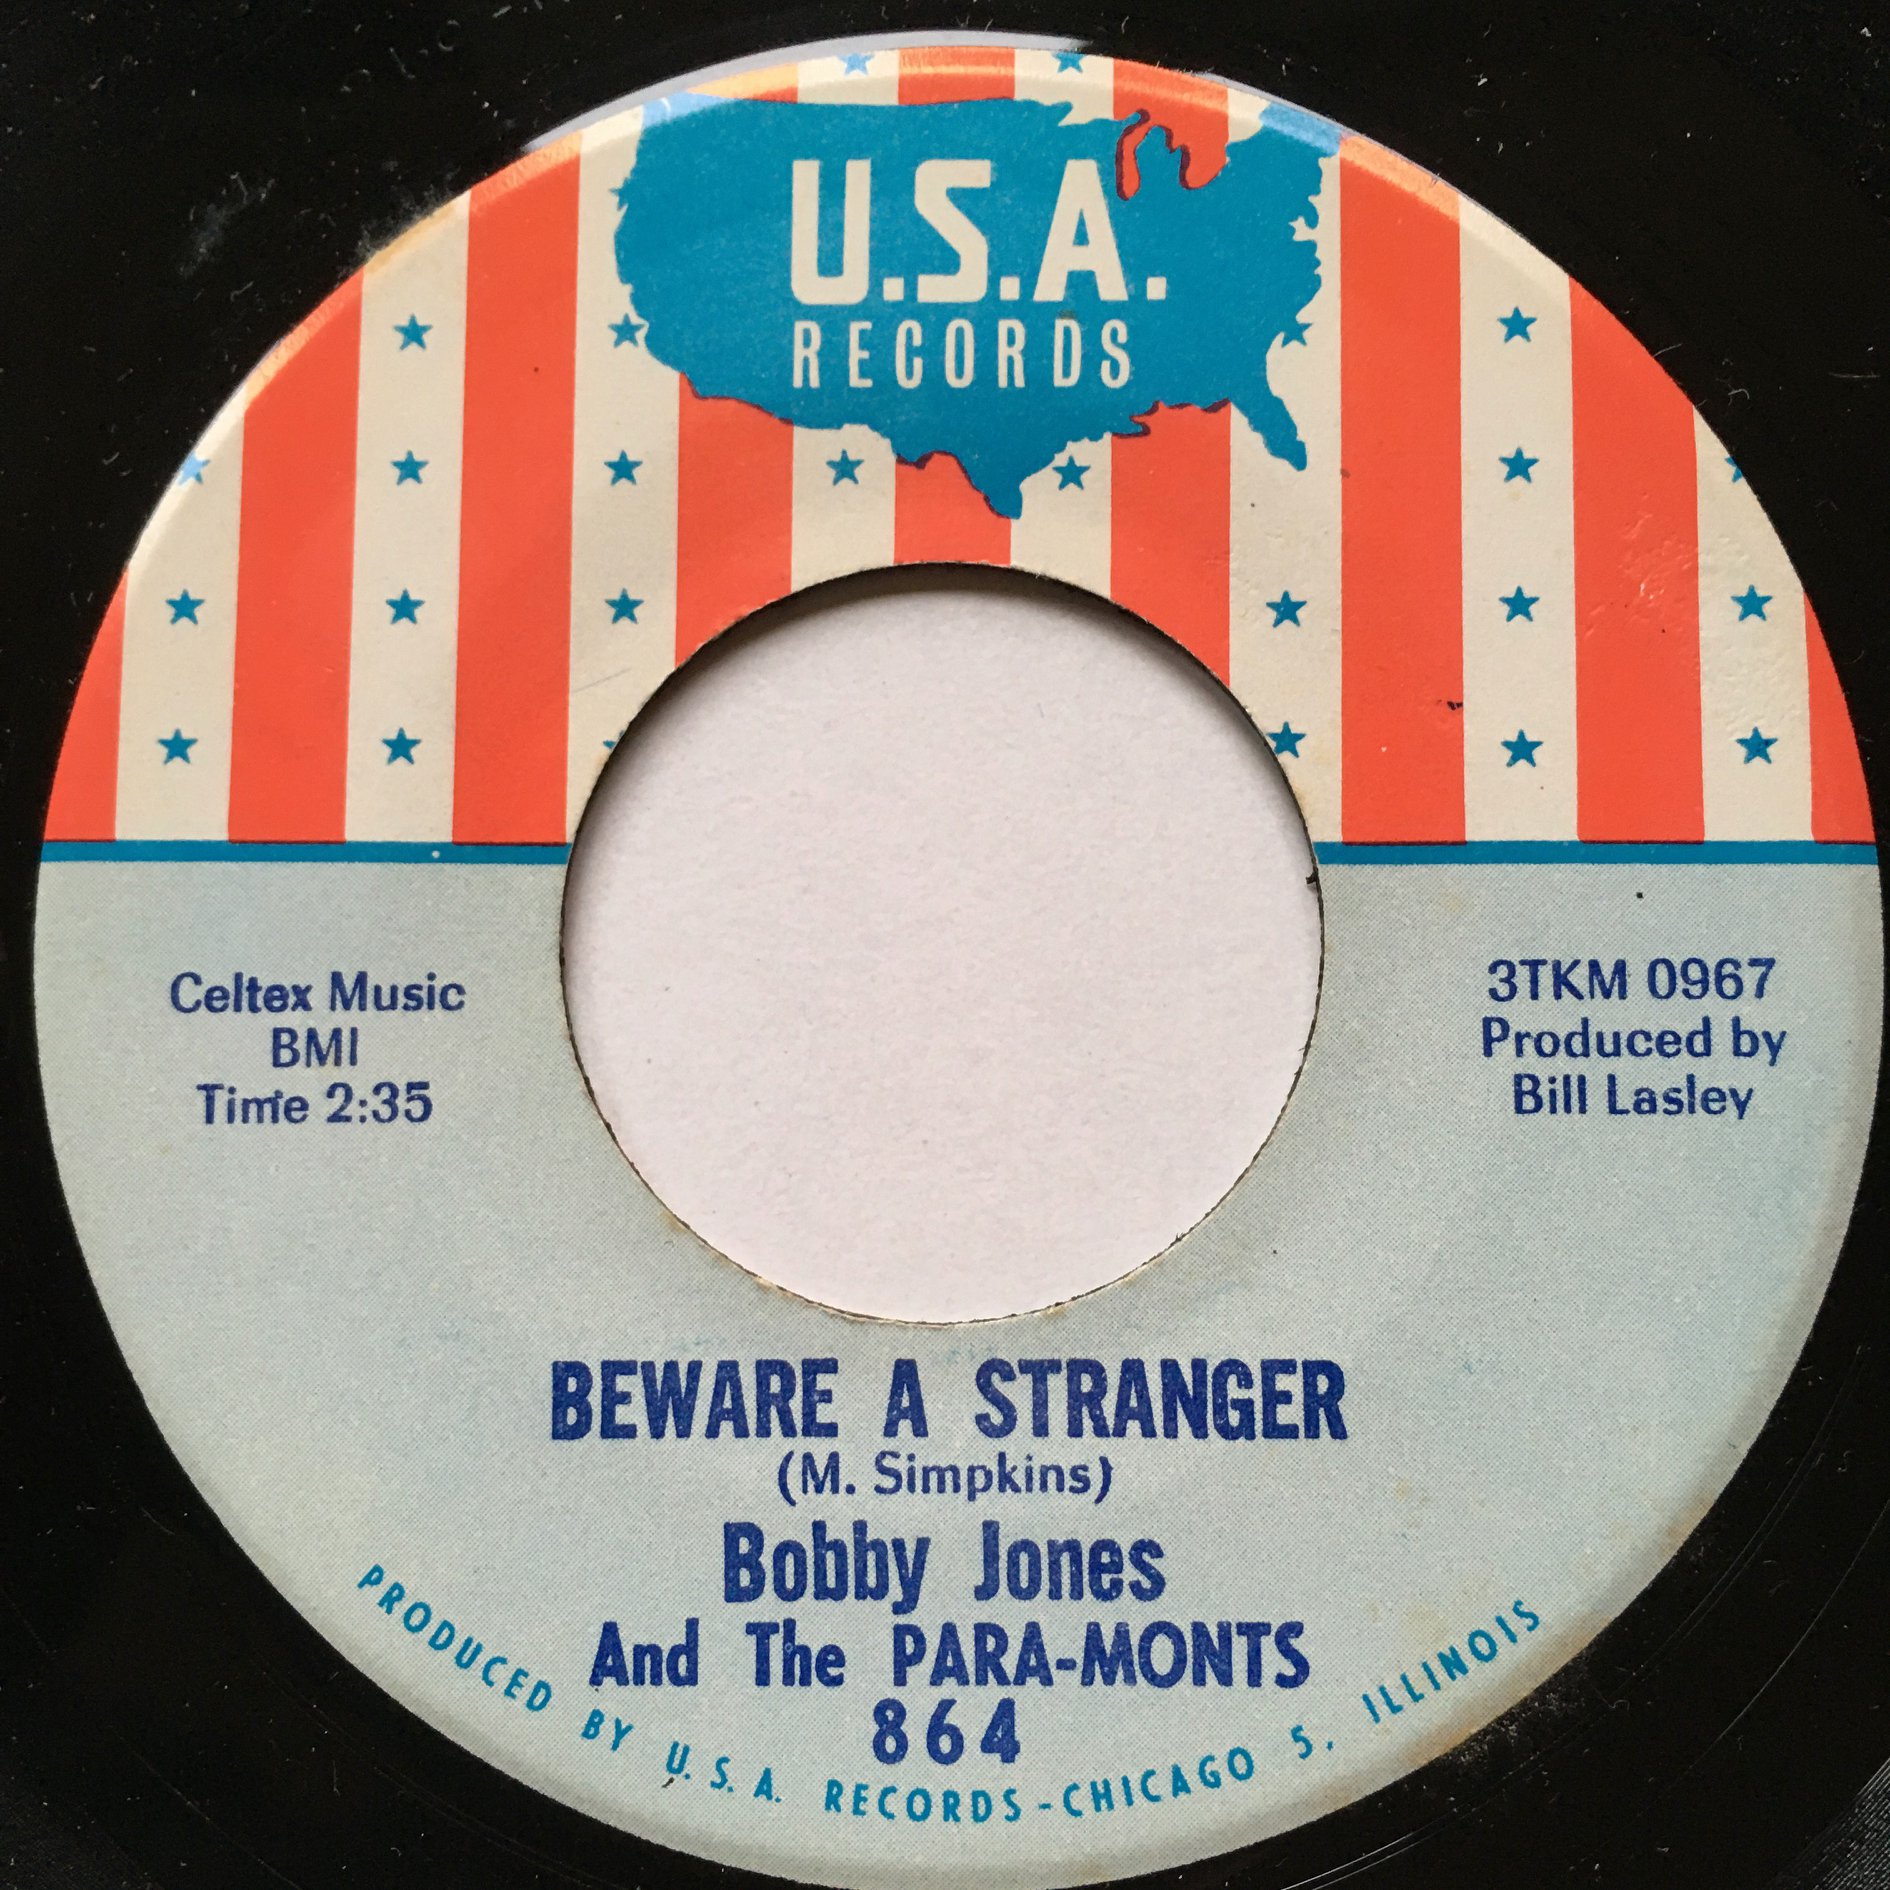 U.S.A.
RECORDS
Celtex Music
BMI
Time 2:35
3TKM 0967
Produced by
Bill Lasley
BEWARE A STRANGER
(M. Simpkins)
Bobby Jones
And The PARA-MONTS
864
PRODUCED BY U.S.A. RECORDS-CHICAGO 5, ILLINOIS